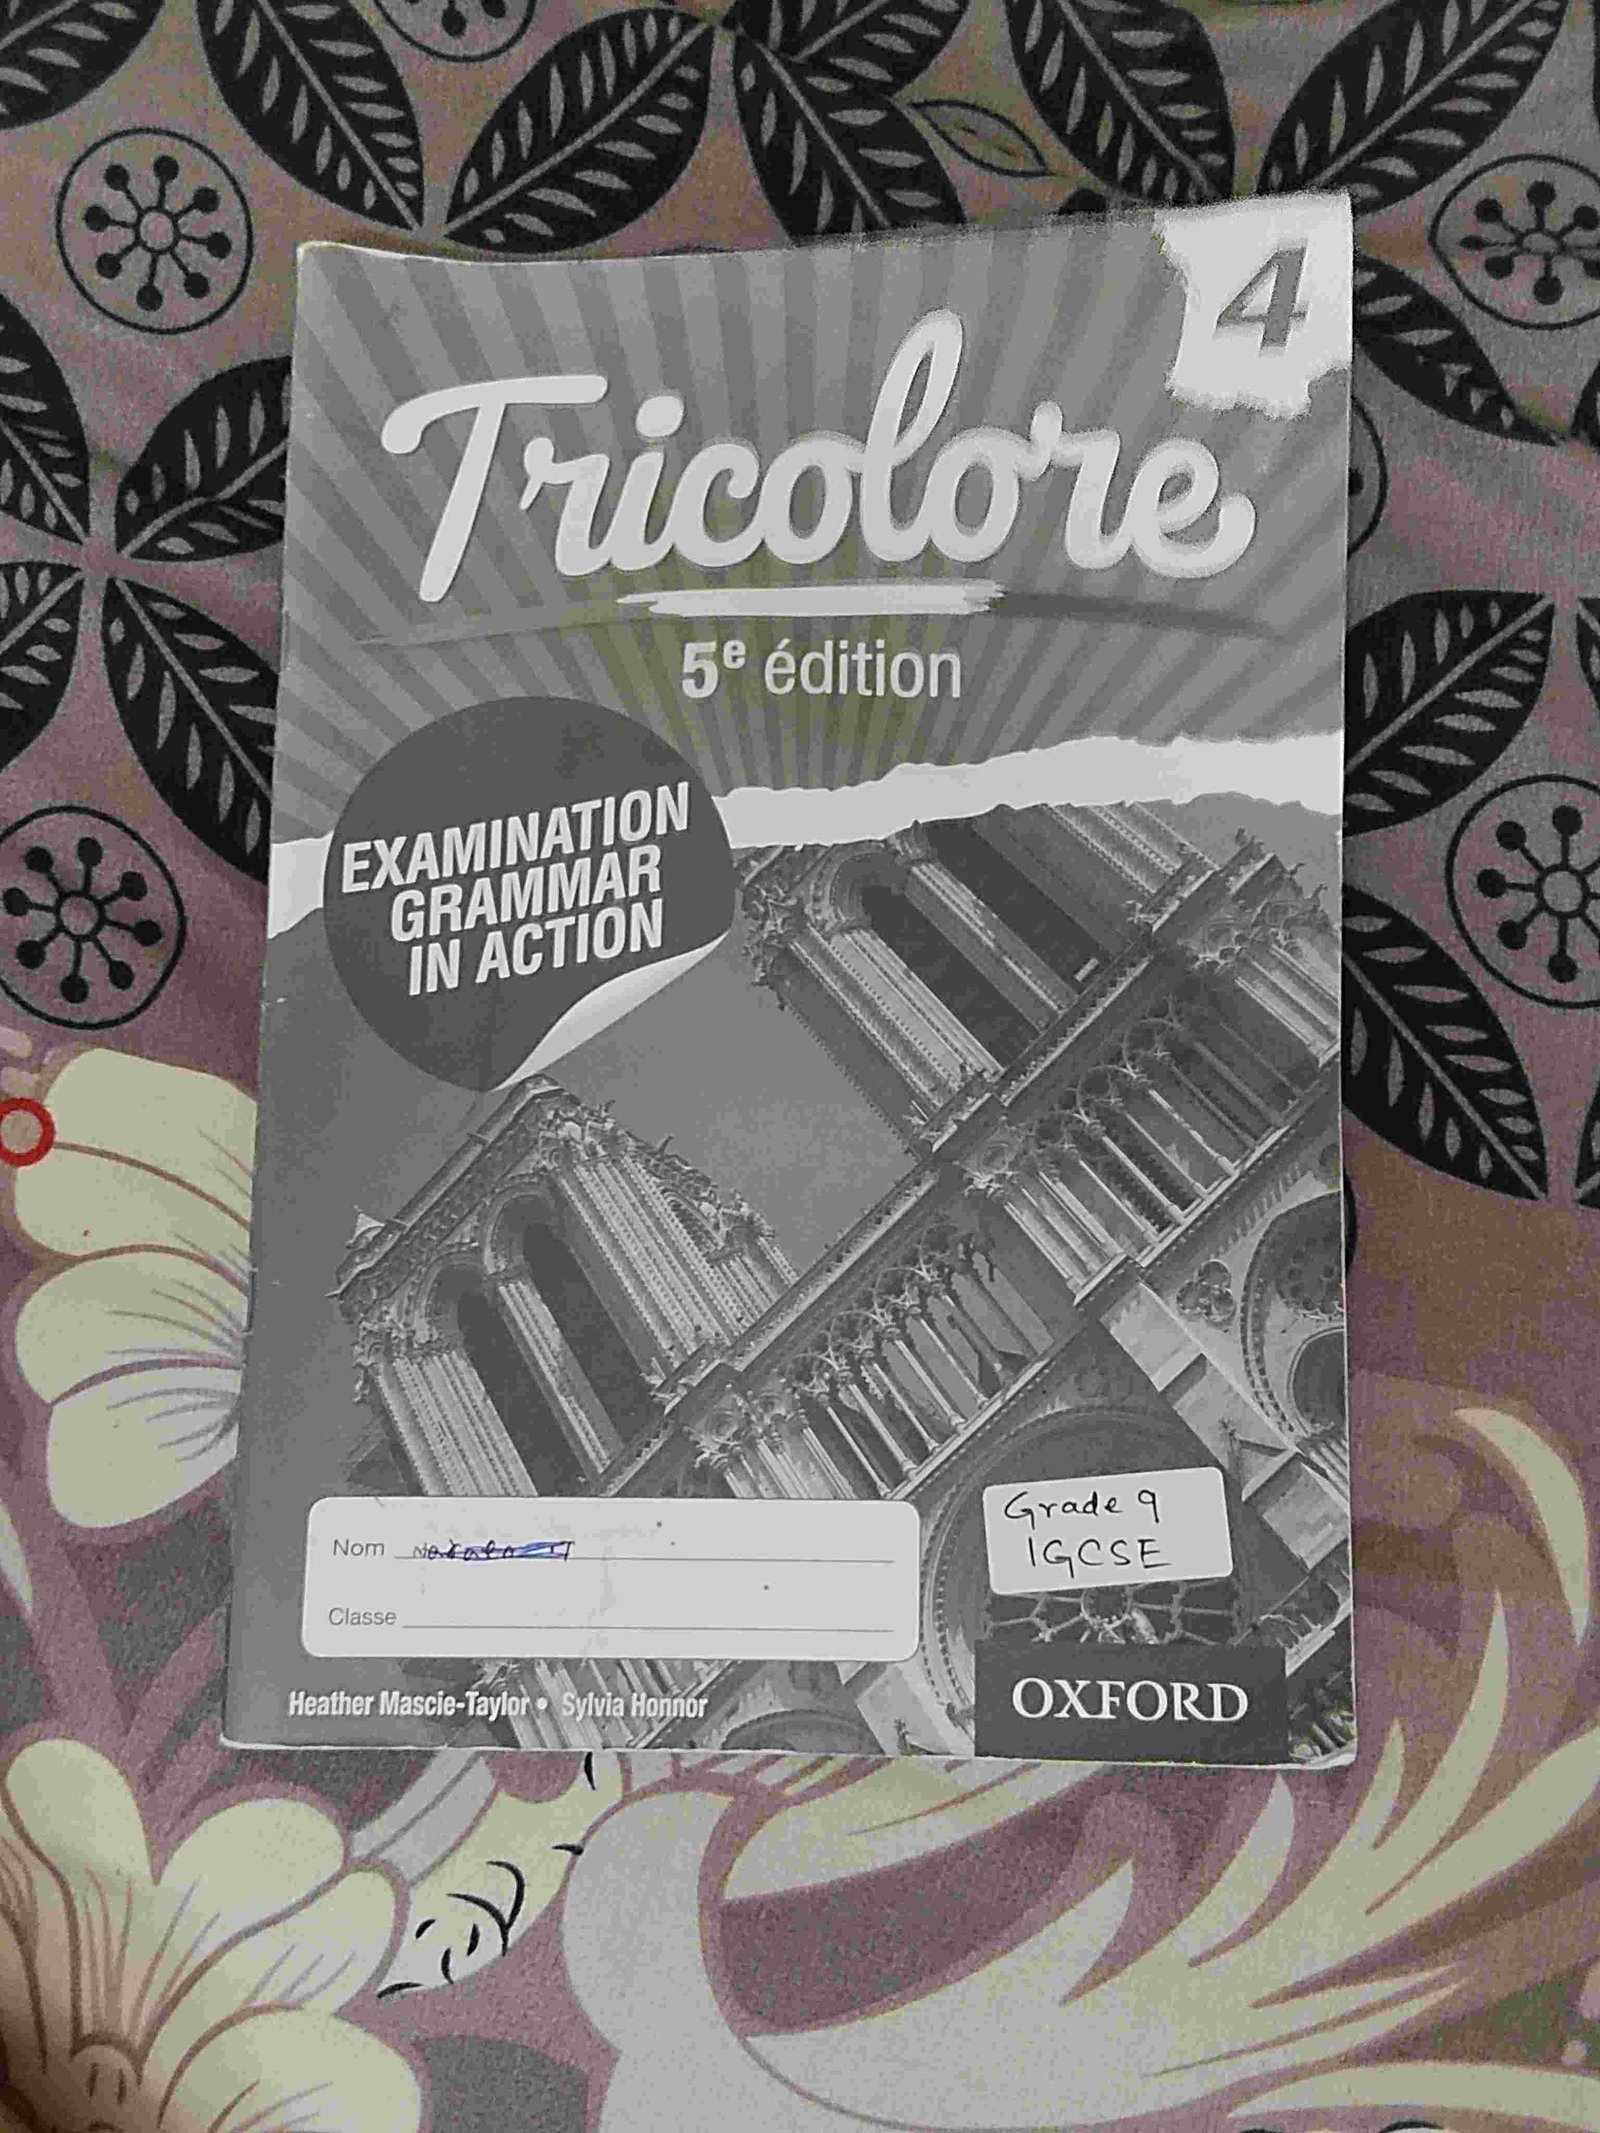 4
Tricolore
5e édition
EXAMINATION
GRAMMAR
IN ACTION
Nom
Classe
Grade 9
IGCSE
Heather Mascie-Taylor • Sylvia Honnor
OXFORD